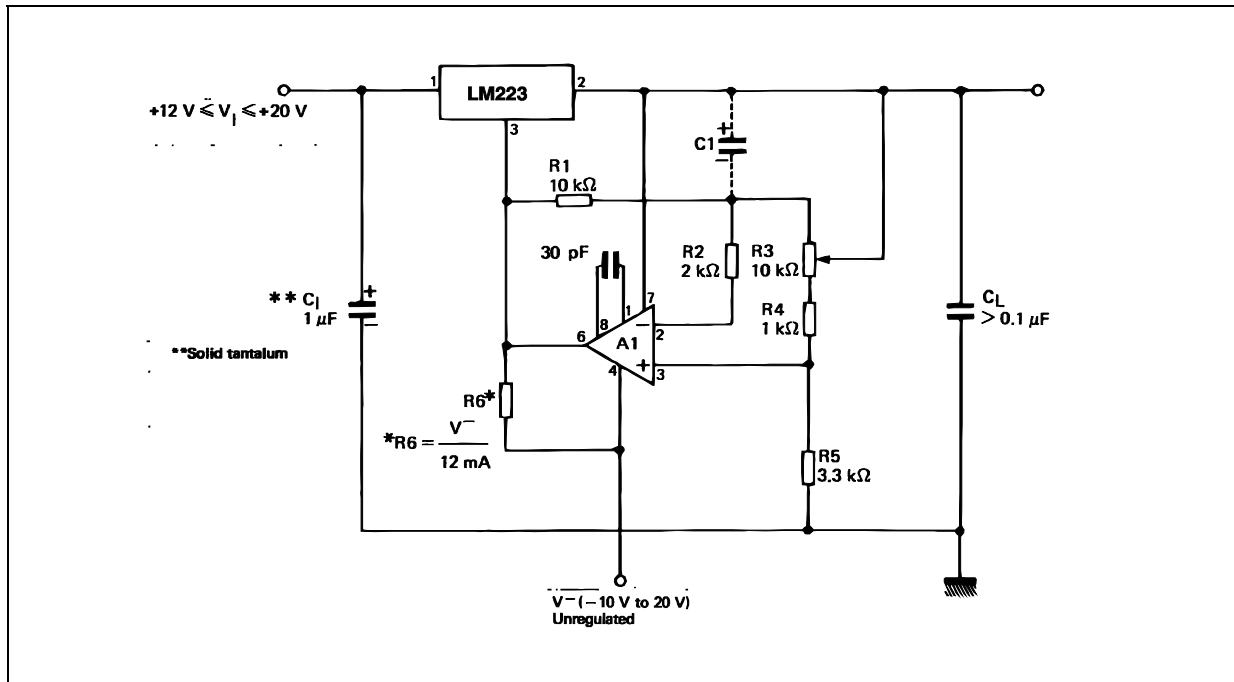 1
LM223
2
3
+12 V ≤ V_I ≤ +20 V
C1
+
−
R1
10 kΩ
30 pF
R2
2 kΩ
R3
10 kΩ
R4
1 kΩ
** C_I
1 μF
+
−
**Solid tantalum
8
1
7
6
A1
−
2
+
3
4
C_L
> 0.1 μF
R6*
*R6 = V⁻ / 12 mA
R5
3.3 kΩ
V⁻ (−10 V to 20 V)
Unregulated